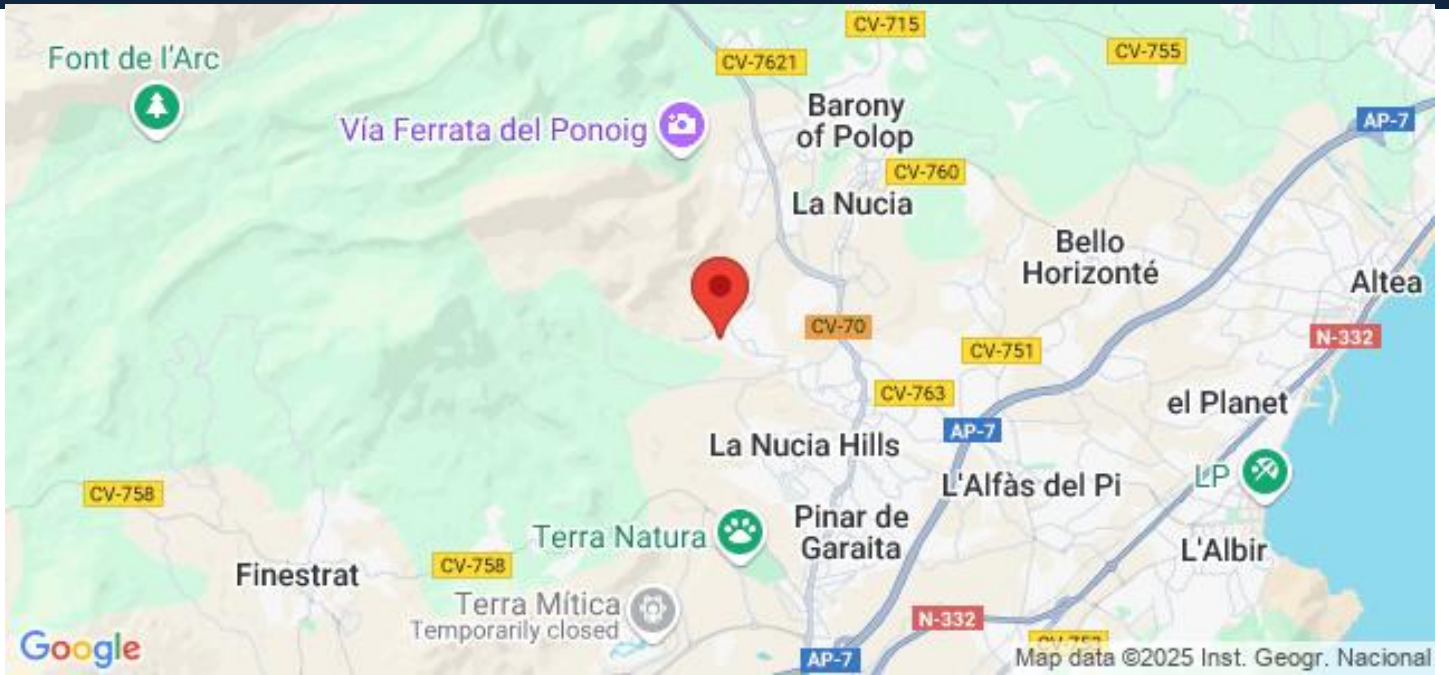 CV-715
Font de l'Arc
CV-7621
CV-755
Barony
of Polop
AP-7
Vía Ferrata del Ponoig
CV-760
La Nucia
Bello
Horizonté
Altea
CV-70
N-332
CV-751
CV-763
el Planet
AP-7
La Nucia Hills
LP
L'Alfàs del Pi
CV-758
Pinar de
Garaita
Terra Natura
L'Albir
CV-758
Finestrat
Terra Mítica
Temporarily closed
N-332
CV-753
Google
AP-7
Map data ©2025 Inst. Geogr. Nacional